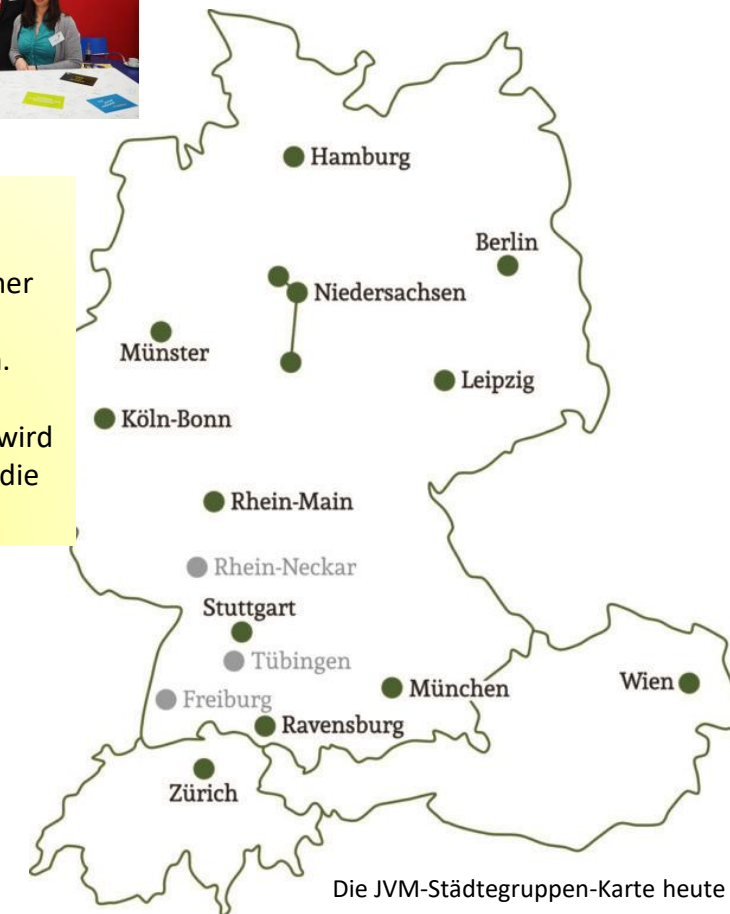 Hamburg
Berlin
Niedersachsen
Münster
Leipzig
Köln-Bonn
wird
die
Rhein-Main
Rhein-Neckar
Stuttgart
Tübingen
München
Wien
Freiburg
Ravensburg
Zürich
Die JVM-Städtegruppen-Karte heute